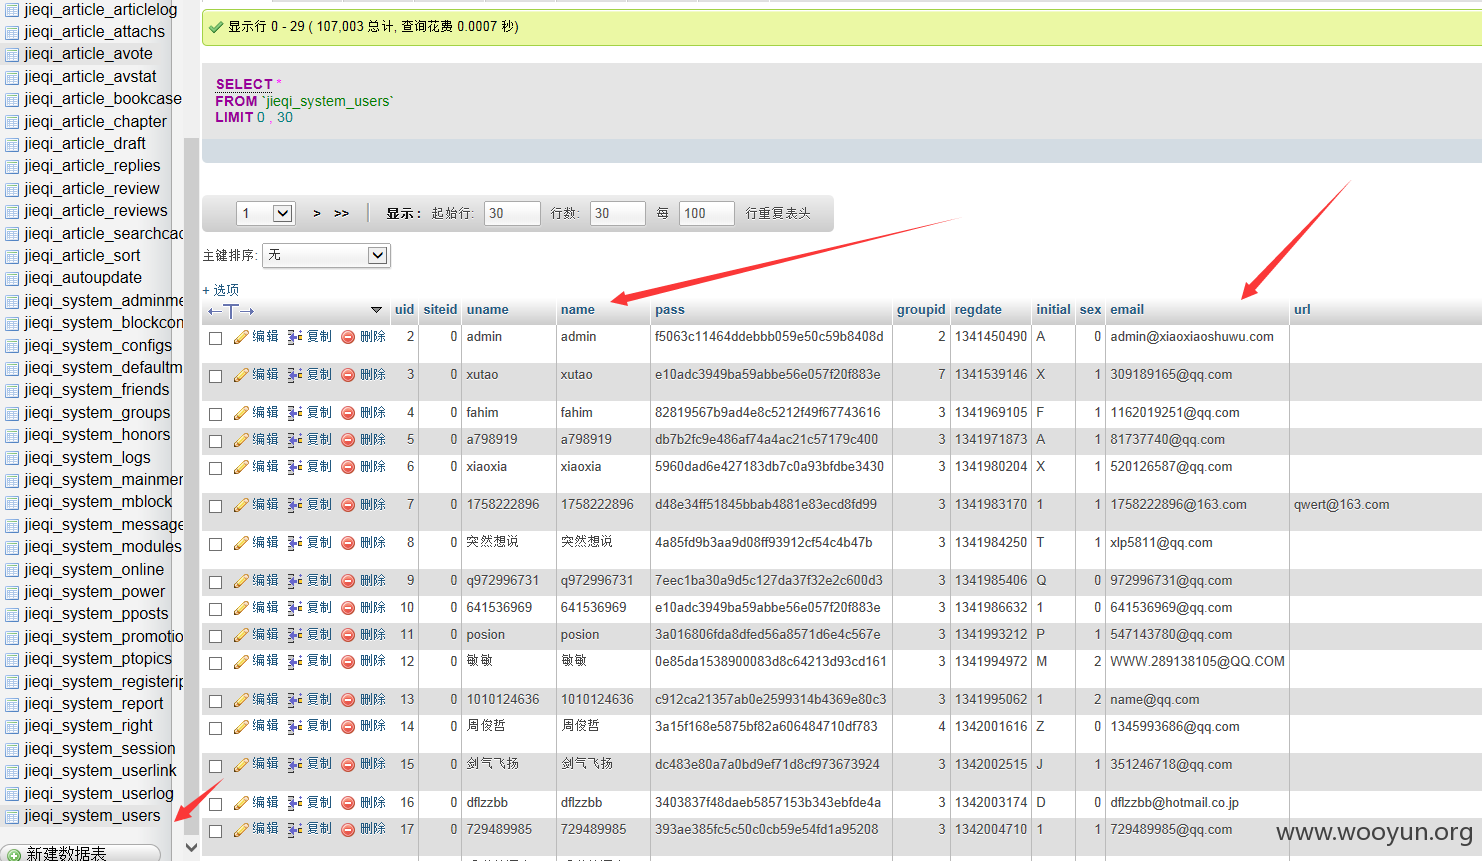 jieqi_article_articlelog
jieqi_article_attachs
jieqi_article_avote
jieqi_article_avstat
jieqi_article_bookcase
jieqi_article_chapter
jieqi_article_draft
jieqi_article_replies
jieqi_article_review
jieqi_article_reviews
jieqi_article_searchcac
jieqi_article_sort
jieqi_autoupdate
jieqi_system_adminme
jieqi_system_blockcon
jieqi_system_configs
jieqi_system_defaultm
jieqi_system_friends
jieqi_system_groups
jieqi_system_honors
jieqi_system_logs
jieqi_system_mainmer
jieqi_system_mblock
jieqi_system_message
jieqi_system_modules
jieqi_system_online
jieqi_system_power
jieqi_system_pposts
jieqi_system_promotio
jieqi_system_ptopics
jieqi_system_registerip
jieqi_system_report
jieqi_system_right
jieqi_system_session
jieqi_system_userlink
jieqi_system_userlog
jieqi_system_users
新建数据表
显示行 0 - 29 ( 107,003 总计, 查询花费 0.0007 秒)
SELECT *
FROM `jieqi_system_users`
LIMIT 0 , 30
1 > >> 显示: 起始行: 30 行数: 30 每 100 行重复表头
主键排序: 无
+ 选项
←T→ uid siteid uname name pass groupid regdate initial sex email url
编辑 复制 删除 2 0 admin admin f5063c11464ddebbb059e50c59b8408d 2 1341450490 A 0 admin@xiaoxiaoshuwu.com
编辑 复制 删除 3 0 xutao xutao e10adc3949ba59abbe56e057f20f883e 7 1341539146 X 1 309189165@qq.com
编辑 复制 删除 4 0 fahim fahim 82819567b9ad4e8c5212f49f67743616 3 1341969105 F 1 1162019251@qq.com
编辑 复制 删除 5 0 a798919 a798919 db7b2fc9e486af74a4ac21c57179c400 3 1341971873 A 1 81737740@qq.com
编辑 复制 删除 6 0 xiaoxia xiaoxia 5960dad6e427183db7c0a93bfdbe3430 3 1341980204 X 1 520126587@qq.com
编辑 复制 删除 7 0 1758222896 1758222896 d48e34ff51845bbab4881e83ecd8fd99 3 1341983170 1 1 1758222896@163.com qwert@163.com
编辑 复制 删除 8 0 突然想说 突然想说 4a85fd9b3aa9d08ff93912cf54c4b47b 3 1341984250 T 1 xlp5811@qq.com
编辑 复制 删除 9 0 q972996731 q972996731 7eec1ba30a9d5c127da37f32e2c600d3 3 1341985406 Q 0 972996731@qq.com
编辑 复制 删除 10 0 641536969 641536969 e10adc3949ba59abbe56e057f20f883e 3 1341986632 1 0 641536969@qq.com
编辑 复制 删除 11 0 posion posion 3a016806fda8dfed56a8571d6e4c567e 3 1341993212 P 1 547143780@qq.com
编辑 复制 删除 12 0 敏敏 敏敏 0e85da1538900083d8c64213d93cd161 3 1341994972 M 2 WWW.289138105@QQ.COM
编辑 复制 删除 13 0 1010124636 1010124636 c912ca21357ab0e2599314b4369e80c3 3 1341995062 1 2 name@qq.com
编辑 复制 删除 14 0 周俊哲 周俊哲 3a15f168e5875bf82a606484710df783 4 1342001616 Z 0 1345993686@qq.com
编辑 复制 删除 15 0 剑气飞扬 剑气飞扬 dc483e80a7a0bd9ef71d8cf973673924 3 1342002515 J 1 351246718@qq.com
编辑 复制 删除 16 0 dflzzbb dflzzbb 3403837f48daeb5857153b343ebfde4a 3 1342003174 D 0 dflzzbb@hotmail.co.jp
编辑 复制 删除 17 0 729489985 729489985 393ae385fc5c50c0cb59e54fd1a95208 3 1342004710 1 1 729489985@qq.com
www.wooyun.org